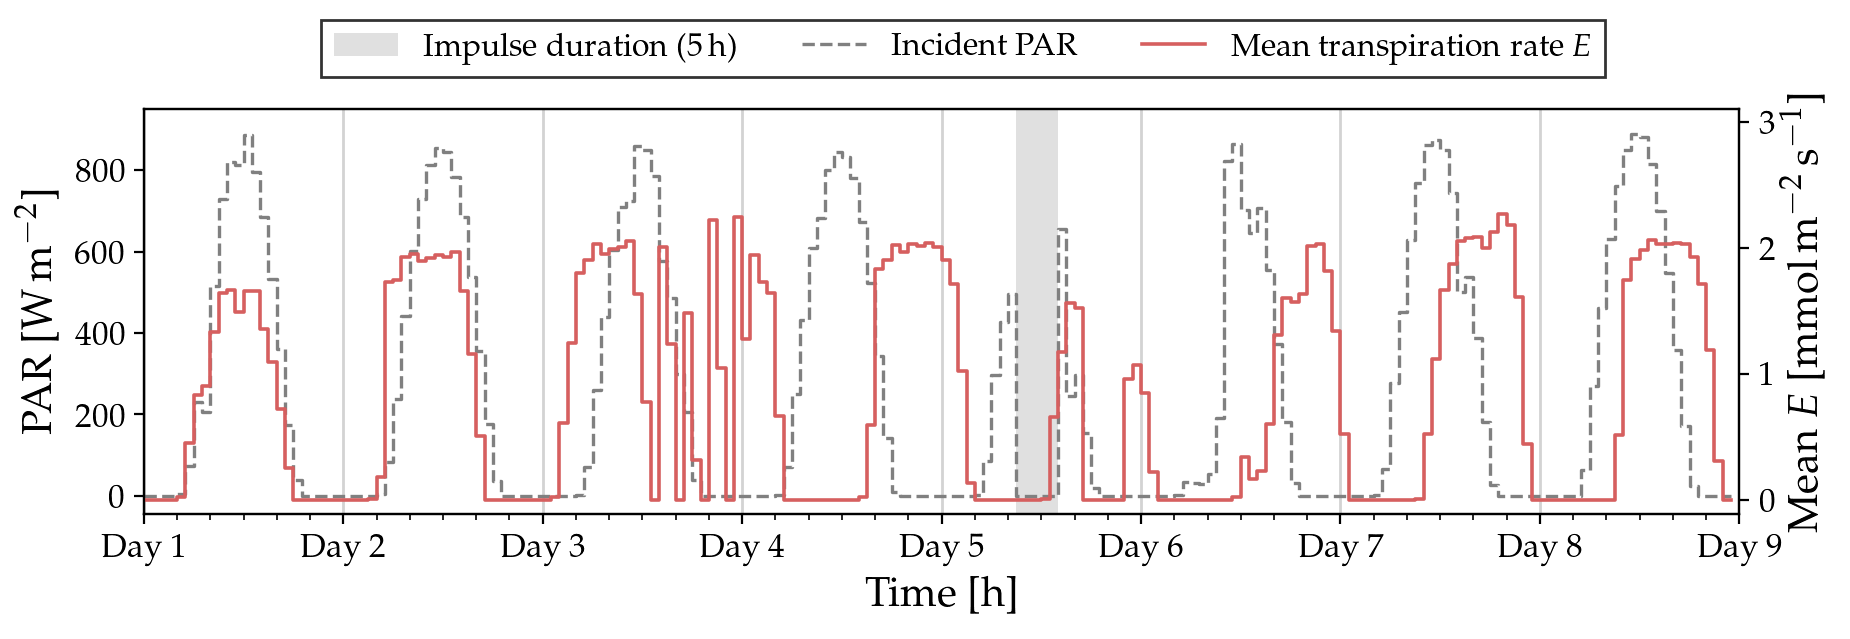 Impulse duration (5 h) Incident PAR Mean transpiration rate E
PAR [W m⁻²]
800
600
400
200
0
3
2
1
0
Mean E [mmol m⁻² s⁻¹]
Day 1 Day 2 Day 3 Day 4 Day 5 Day 6 Day 7 Day 8 Day 9
Time [h]